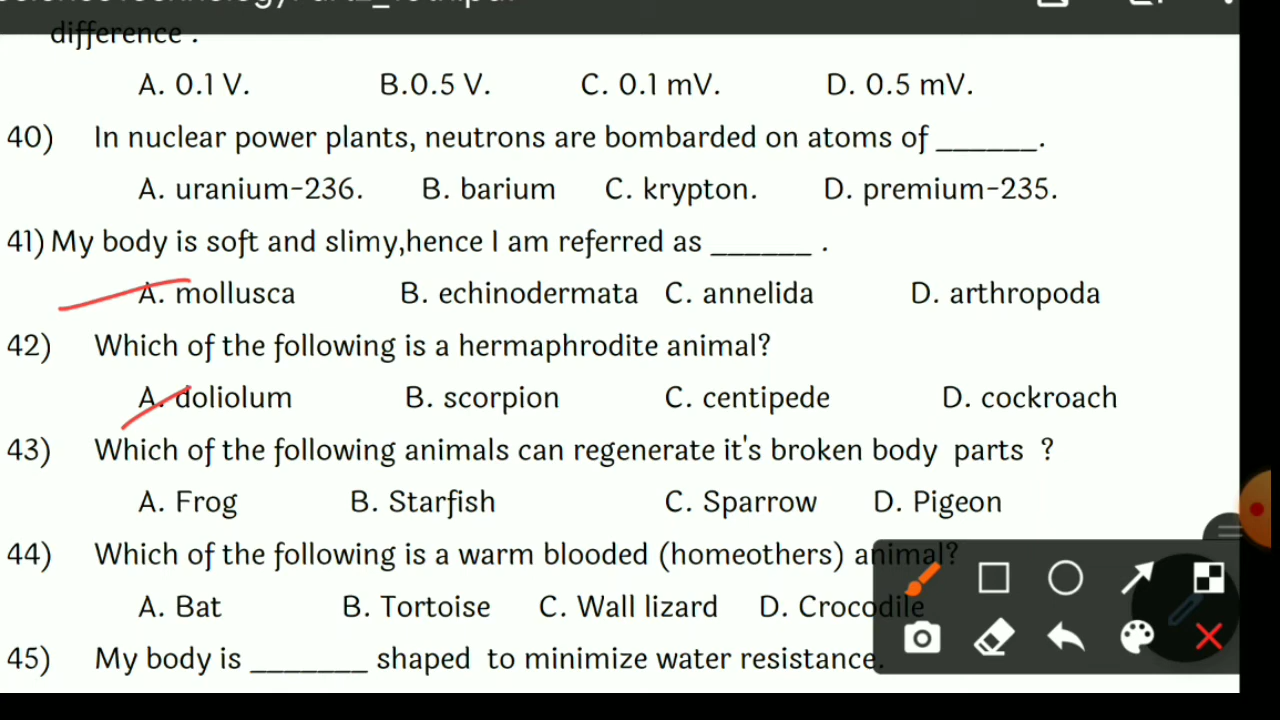 difference .
A. 0.1 V. B.0.5 V. C. 0.1 mV. D. 0.5 mV.
40) In nuclear power plants, neutrons are bombarded on atoms of ______.
A. uranium-236. B. barium C. krypton. D. premium-235.
41) My body is soft and slimy,hence I am referred as ______ .
A. mollusca B. echinodermata C. annelida D. arthropoda
42) Which of the following is a hermaphrodite animal?
A. doliolum B. scorpion C. centipede D. cockroach
43) Which of the following animals can regenerate it's broken body parts ?
A. Frog B. Starfish C. Sparrow D. Pigeon
44) Which of the following is a warm blooded (homeothers) animal?
A. Bat B. Tortoise C. Wall lizard D. Crocodile
45) My body is _______ shaped to minimize water resistance.